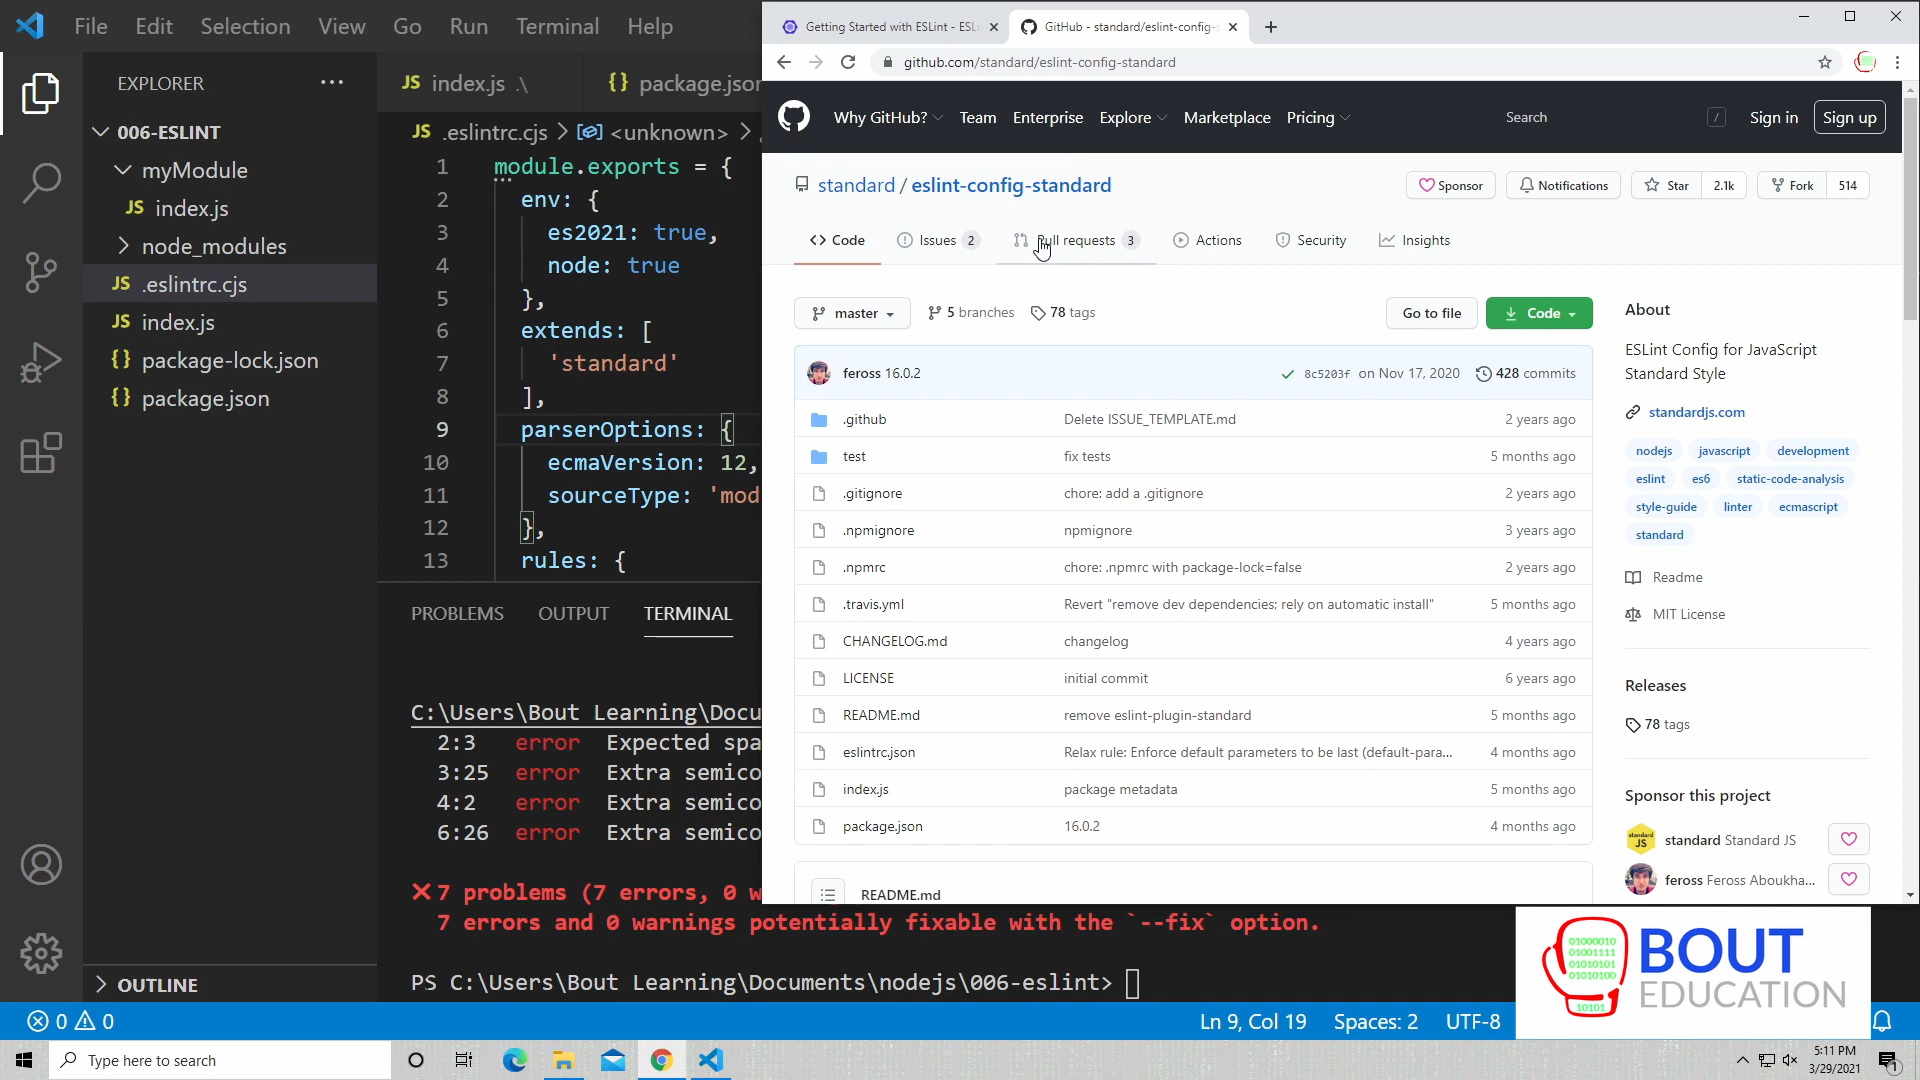 File Edit Selection View Go Run Terminal Help
EXPLORER
006-ESLINT
myModule
JS index.js
node_modules
JS .eslintrc.cjs
JS index.js
{} package-lock.json
{} package.json
OUTLINE
JS index.js .\
{} package.json
JS .eslintrc.cjs > <unknown> >
1 module.exports = {
2 env: {
3 es2021: true,
4 node: true
5 },
6 extends: [
7 'standard'
8 ],
9 parserOptions: {
10 ecmaVersion: 12,
11 sourceType: 'mod
12 },
13 rules: {
PROBLEMS OUTPUT TERMINAL
C:\Users\Bout Learning\Docu
2:3 error Expected spa
3:25 error Extra semico
4:2 error Extra semico
6:26 error Extra semico
7 problems (7 errors, 0 w
7 errors and 0 warnings potentially fixable with the `--fix` option.
PS C:\Users\Bout Learning\Documents\nodejs\006-eslint>
Getting Started with ESLint - ESLi
GitHub - standard/eslint-config-
github.com/standard/eslint-config-standard
Why GitHub? Team Enterprise Explore Marketplace Pricing Search / Sign in Sign up
standard / eslint-config-standard
Sponsor Notifications Star 2.1k Fork 514
<> Code Issues 2 Pull requests 3 Actions Security Insights
master 5 branches 78 tags Go to file Code
feross 16.0.2 8c5203f on Nov 17, 2020 428 commits
.github Delete ISSUE_TEMPLATE.md 2 years ago
test fix tests 5 months ago
.gitignore chore: add a .gitignore 2 years ago
.npmignore npmignore 3 years ago
.npmrc chore: .npmrc with package-lock=false 2 years ago
.travis.yml Revert "remove dev dependencies; rely on automatic install" 5 months ago
CHANGELOG.md changelog 4 years ago
LICENSE initial commit 6 years ago
README.md remove eslint-plugin-standard 5 months ago
eslintrc.json Relax rule: Enforce default parameters to be last (default-para... 4 months ago
index.js package metadata 5 months ago
package.json 16.0.2 4 months ago
README.md
About
ESLint Config for JavaScript
Standard Style
standardjs.com
nodejs javascript development
eslint es6 static-code-analysis
style-guide linter ecmascript
standard
Readme
MIT License
Releases
78 tags
Sponsor this project
standard
JS
standard Standard JS
feross Feross Aboukha...
01000010
01001111
01010101
01010100
10101
BOUT
EDUCATION
0 0
Ln 9, Col 19 Spaces: 2 UTF-8
Type here to search
5:11 PM
3/29/2021
1